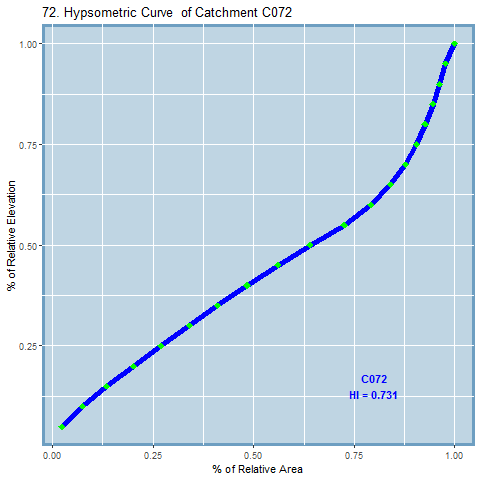 72. Hypsometric Curve  of Catchment C072
1.00
0.75
0.50
0.25
% of Relative Elevation
C072
HI = 0.731
0.00 0.25 0.50 0.75 1.00
% of Relative Area